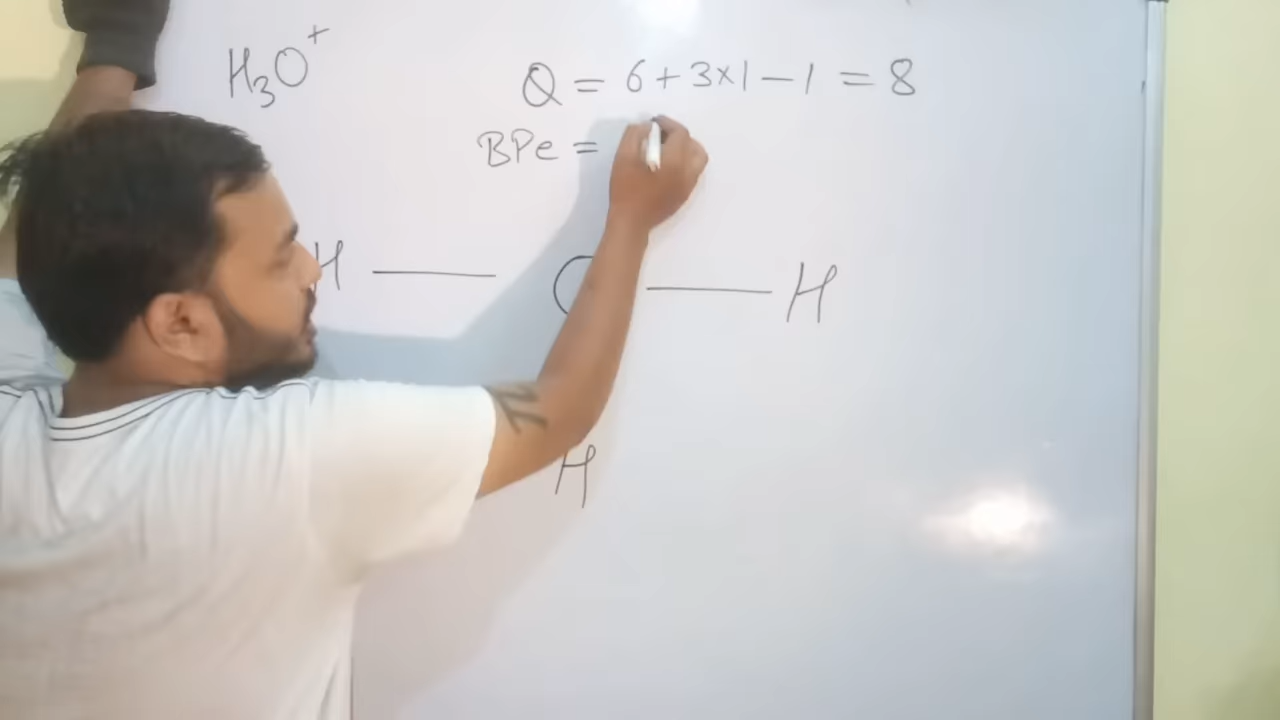 H₃O⁺
Q = 6 + 3×1 − 1 = 8
BPe =
H — — H
H